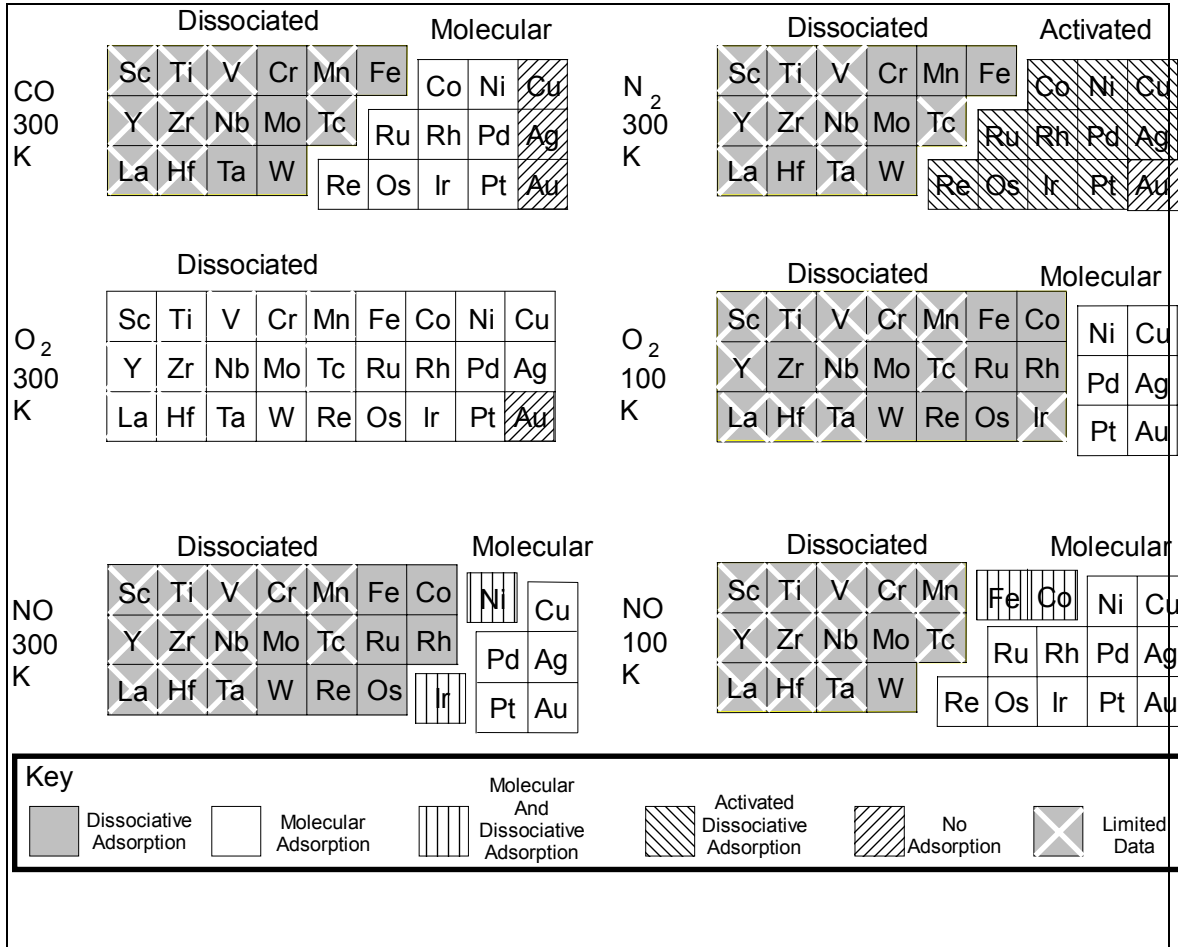 Dissociated
Molecular
CO
300
K
Sc Ti V Cr Mn Fe
Co Ni Cu
Y Zr Nb Mo Tc
Ru Rh Pd Ag
La Hf Ta W
Re Os Ir Pt Au
Dissociated
Activated
N 2
300
K
Sc Ti V Cr Mn Fe
Co Ni Cu
Y Zr Nb Mo Tc
Ru Rh Pd Ag
La Hf Ta W
Re Os Ir Pt Au
Dissociated
O 2
300
K
Sc Ti V Cr Mn Fe Co Ni Cu
Y Zr Nb Mo Tc Ru Rh Pd Ag
La Hf Ta W Re Os Ir Pt Au
Dissociated
Molecular
O 2
100
K
Sc Ti V Cr Mn Fe Co
Ni Cu
Y Zr Nb Mo Tc Ru Rh
Pd Ag
La Hf Ta W Re Os Ir
Pt Au
Dissociated
Molecular
NO
300
K
Sc Ti V Cr Mn Fe Co
Ni
Cu
Y Zr Nb Mo Tc Ru Rh
Pd Ag
La Hf Ta W Re Os
Ir
Pt Au
Dissociated
Molecular
NO
100
K
Sc Ti V Cr Mn
Fe Co
Ni Cu
Y Zr Nb Mo Tc
Ru Rh Pd Ag
La Hf Ta W
Re Os Ir Pt Au
Key
Dissociative
Adsorption
Molecular
Adsorption
Molecular
And
Dissociative
Adsorption
Activated
Dissociative
Adsorption
No
Adsorption
Limited
Data